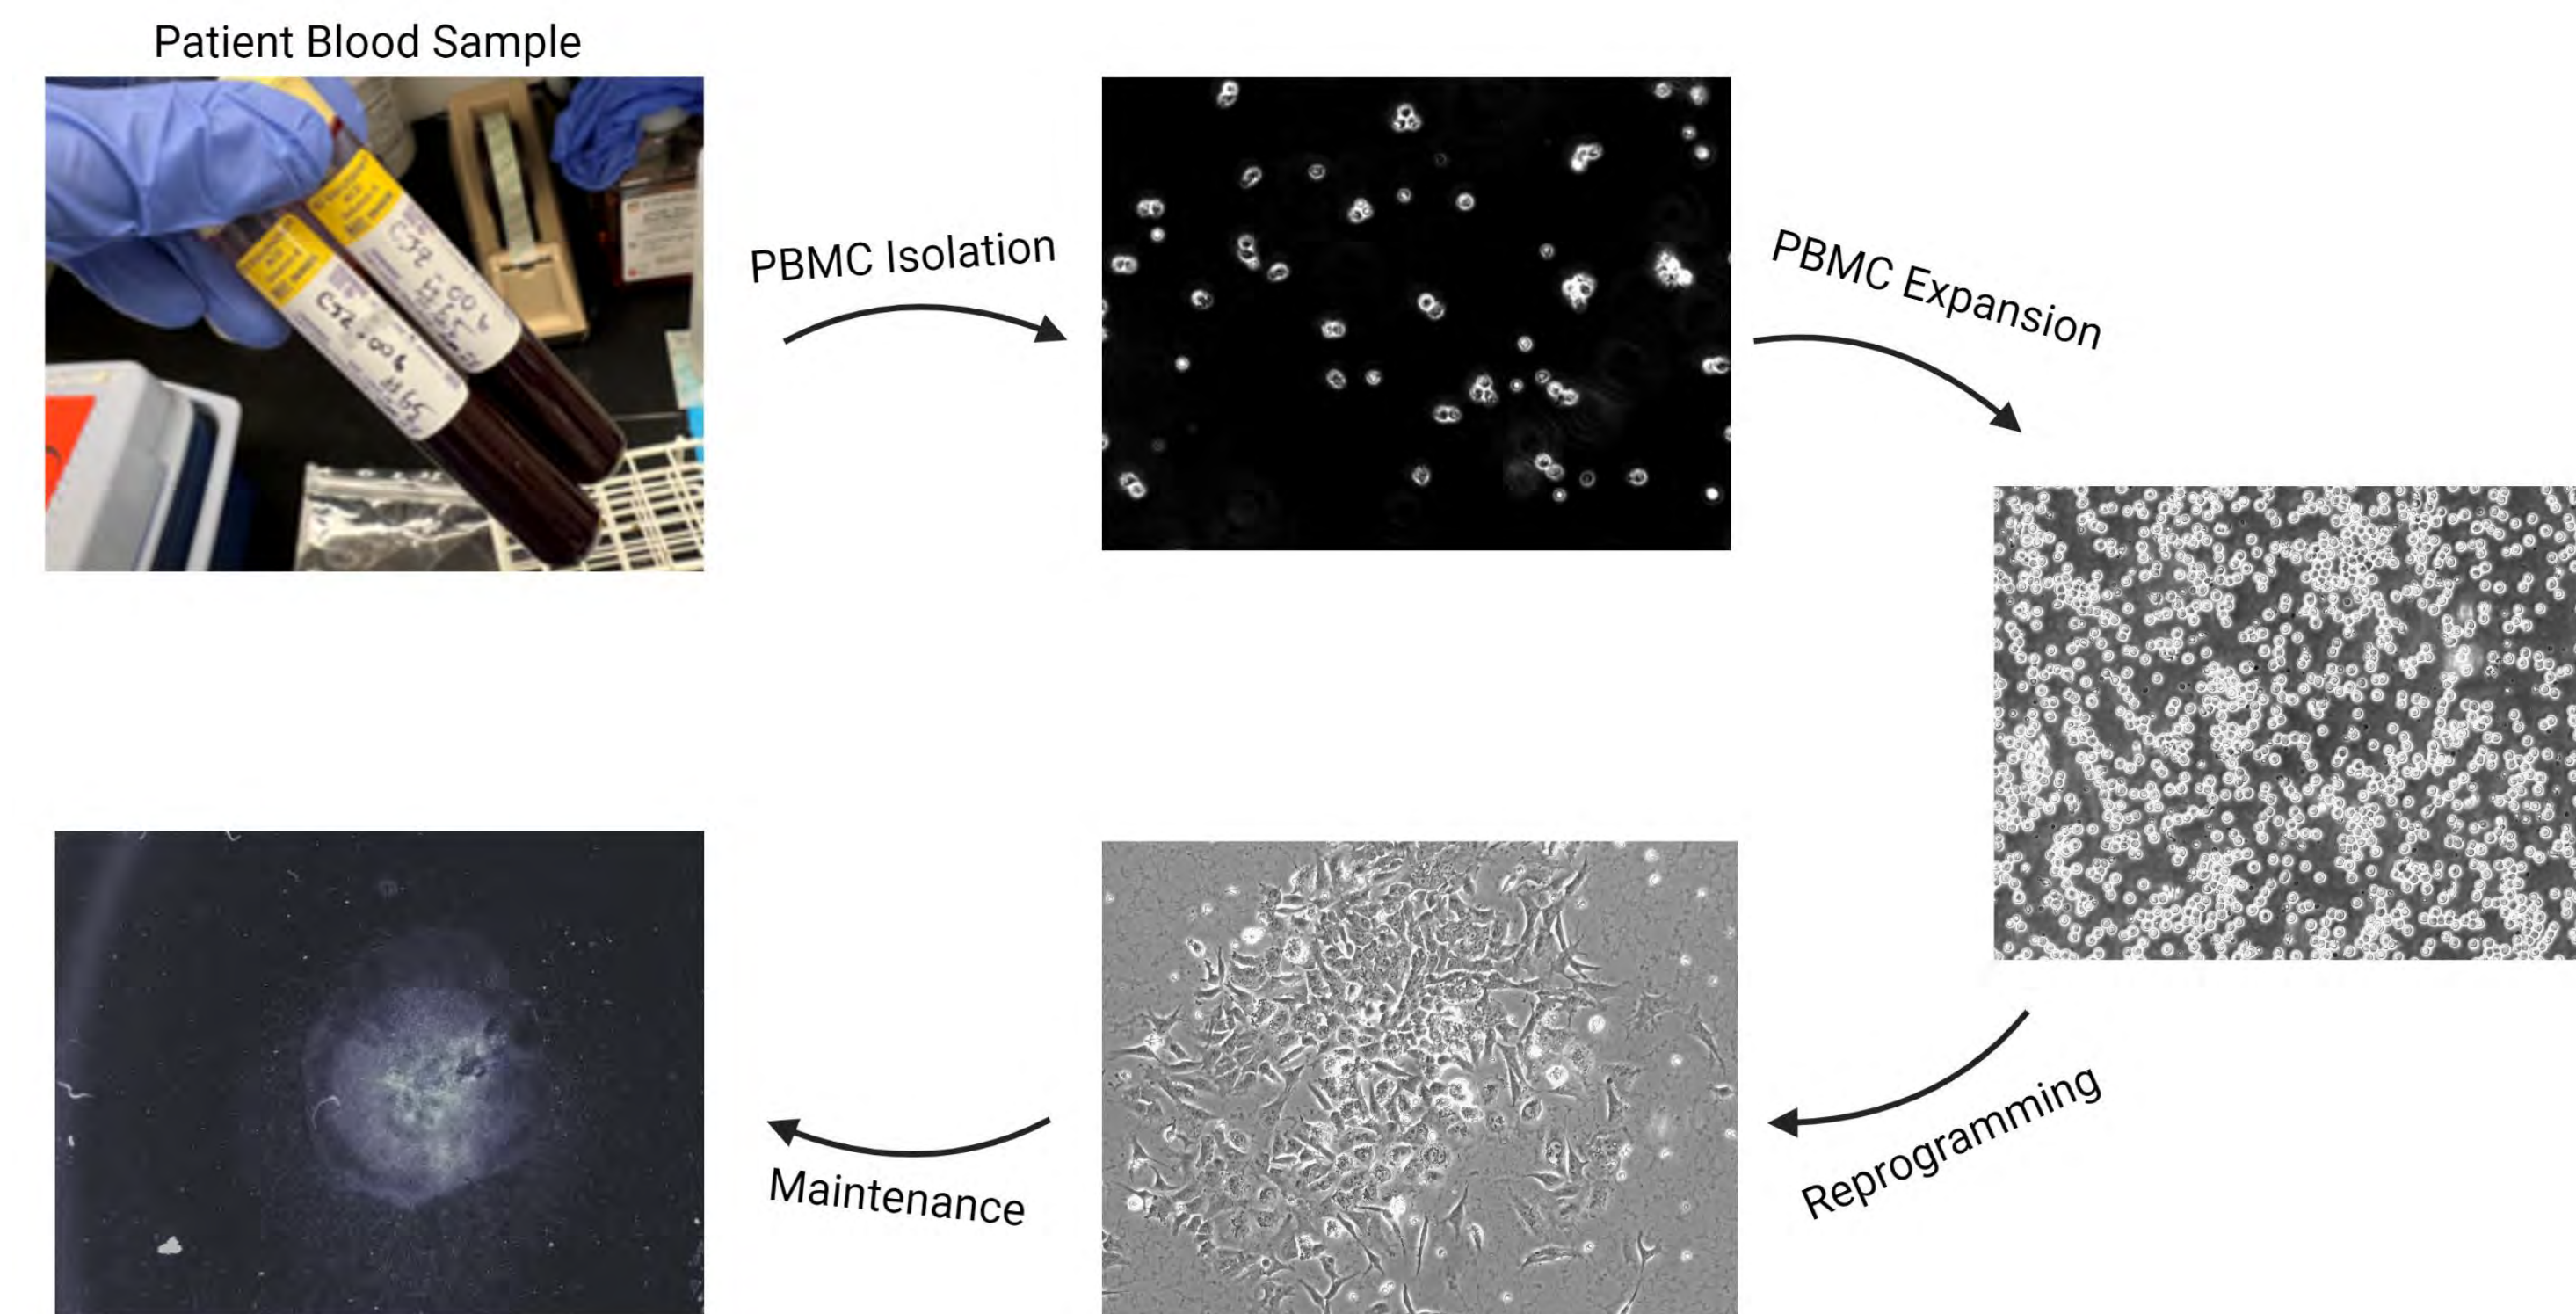 Patient Blood Sample
PBMC Isolation
PBMC Expansion
Reprogramming
Maintenance